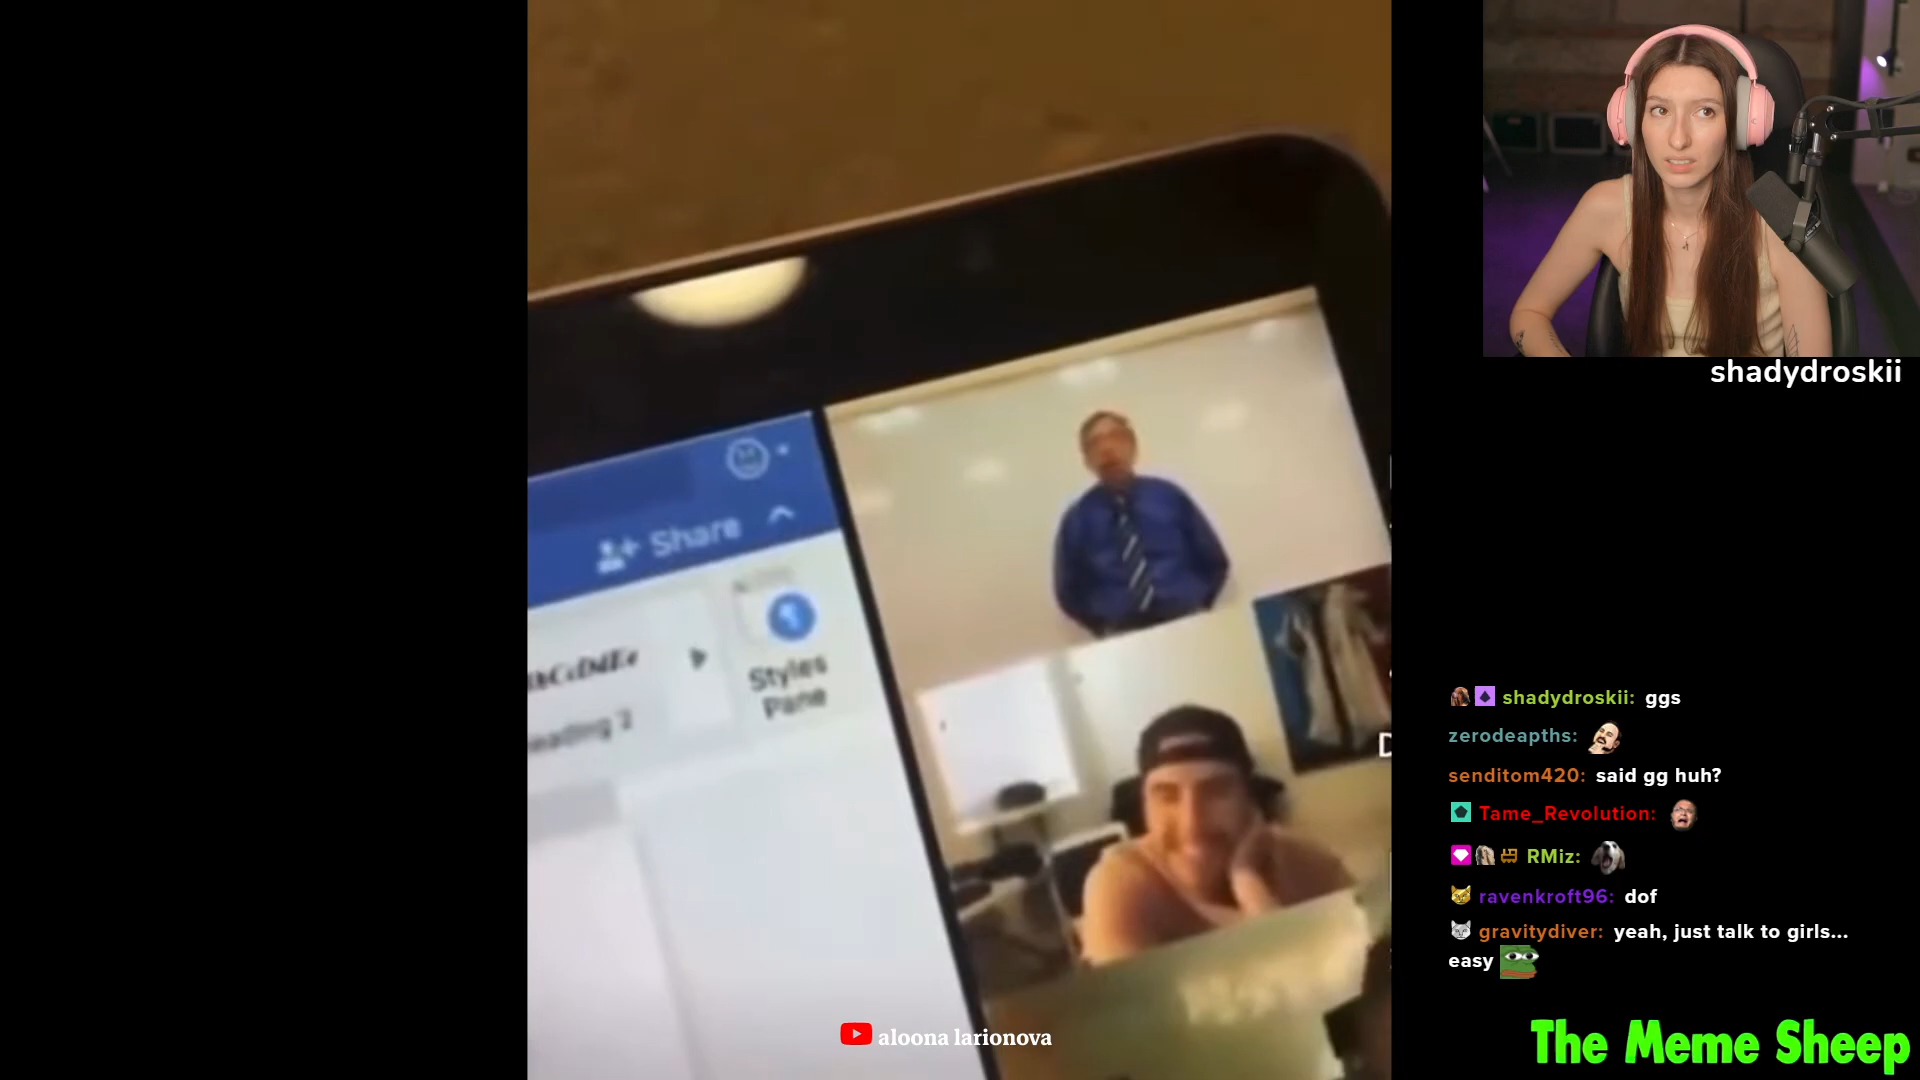 shadydroskii
Share
Styles
Pane
shadydroskii: ggs
zerodeapths:
senditom420: said gg huh?
Tame_Revolution:
RMiz:
ravenkroft96: dof
gravitydiver: yeah, just talk to girls...
easy
aloona larionova
The Meme Sheep